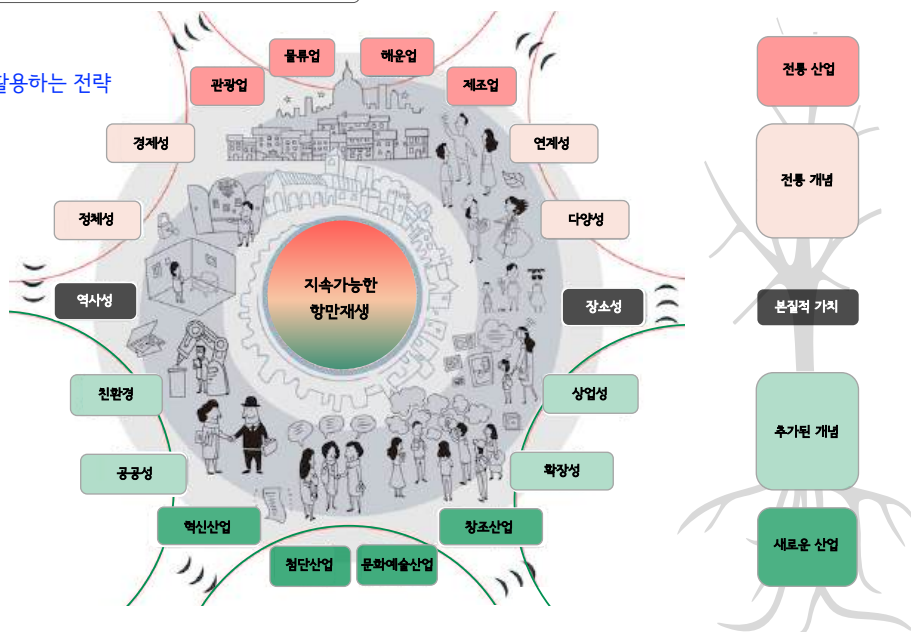 활용하는 전략
물류업
해운업
관광업
제조업
경제성
연계성
정체성
다양성
역사성
장소성
지속가능한
항만재생
친환경
상업성
공공성
확장성
혁신산업
창조산업
첨단산업
문화예술산업
전통 산업
전통 개념
본질적 가치
추가된 개념
새로운 산업